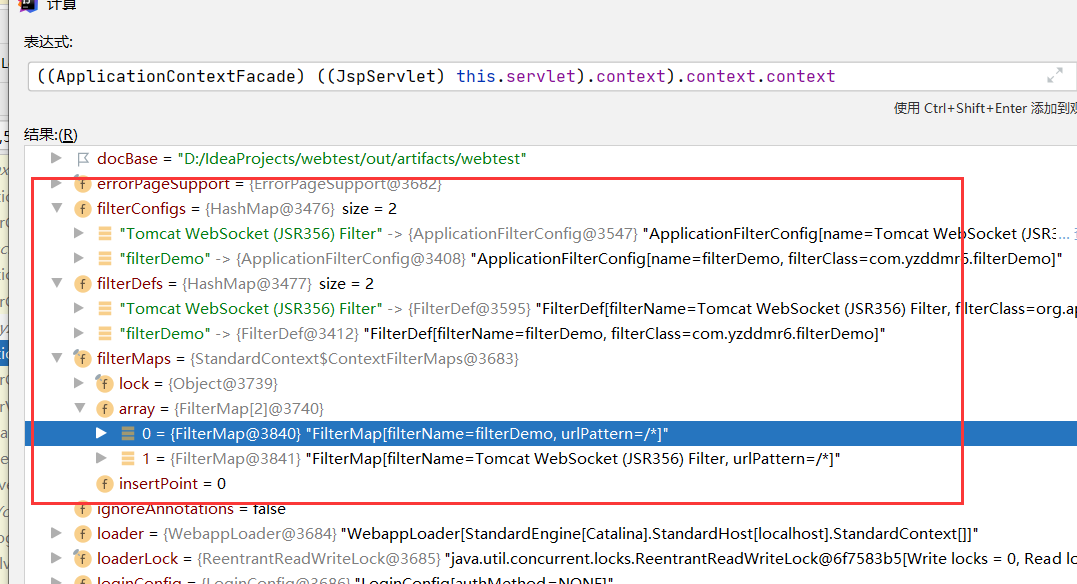 计算
表达式:
((ApplicationContextFacade) ((JspServlet) this.servlet).context).context.context
使用 Ctrl+Shift+Enter 添加到
结果:(R)
docBase = "D:/IdeaProjects/webtest/out/artifacts/webtest"
errorPageSupport = {ErrorPageSupport@3682}
filterConfigs = {HashMap@3476} size = 2
"Tomcat WebSocket (JSR356) Filter" -> {ApplicationFilterConfig@3547} "ApplicationFilterConfig[name=Tomcat WebSocket (JSR3...
"filterDemo" -> {ApplicationFilterConfig@3408} "ApplicationFilterConfig[name=filterDemo, filterClass=com.yzddmr6.filterDemo]"
filterDefs = {HashMap@3477} size = 2
"Tomcat WebSocket (JSR356) Filter" -> {FilterDef@3595} "FilterDef[filterName=Tomcat WebSocket (JSR356) Filter, filterClass=org.ap
"filterDemo" -> {FilterDef@3412} "FilterDef[filterName=filterDemo, filterClass=com.yzddmr6.filterDemo]"
filterMaps = {StandardContext$ContextFilterMaps@3683}
lock = {Object@3739}
array = {FilterMap[2]@3740}
0 = {FilterMap@3840} "FilterMap[filterName=filterDemo, urlPattern=/*]"
1 = {FilterMap@3841} "FilterMap[filterName=Tomcat WebSocket (JSR356) Filter, urlPattern=/*]"
insertPoint = 0
ignoreAnnotations = false
loader = {WebappLoader@3684} "WebappLoader[StandardEngine[Catalina].StandardHost[localhost].StandardContext[]]"
loaderLock = {ReentrantReadWriteLock@3685} "java.util.concurrent.locks.ReentrantReadWriteLock@6f7583b5[Write locks = 0, Read lo
loginConfig = {LoginConfig@3686} "LoginConfig[authMethod=NONE]"